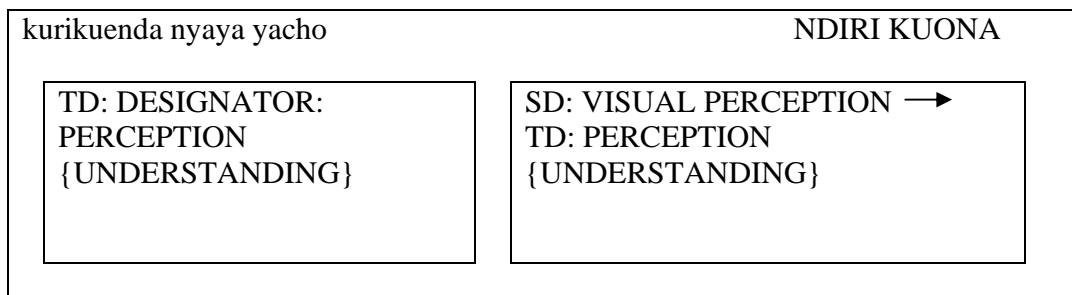 kurikuenda nyaya yacho NDIRI KUONA
TD: DESIGNATOR:
PERCEPTION
{UNDERSTANDING}
SD: VISUAL PERCEPTION →
TD: PERCEPTION
{UNDERSTANDING}